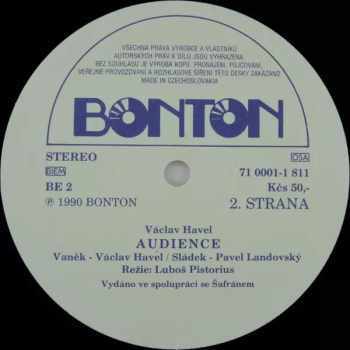 VŠECHNA PRÁVA VÝROBCE A VLASTNÍKŮ
AUTORSKÝCH PRÁV K DÍLU JSOU VYHRAZENA
BEZ SOUHLASU JE VÝROBA KOPIÍ, PRONÁJEM, PŮJČOVÁNÍ,
VEŘEJNÉ PROVOZOVÁNÍ A ROZHLASOVÉ ŠÍŘENÍ TÉTO DESKY ZAKÁZÁNO
MADE IN CZECHOSLOVAKIA
BONTON
STEREO
OSA
BIEM
71 0001-1 811
BE 2
Kčs 50,-
℗ 1990 BONTON
2. STRANA
Václav Havel
AUDIENCE
Vaněk - Václav Havel / Sládek - Pavel Landovský
Režie: Luboš Pistorius
Vydáno ve spolupráci se Šafránem